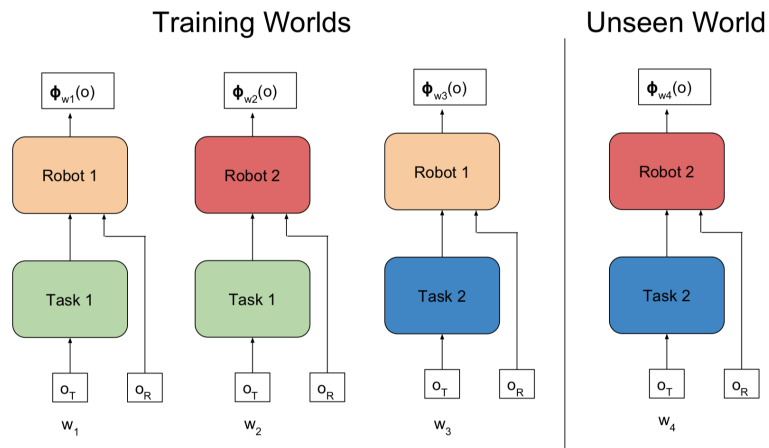 Training Worlds
Unseen World
ϕw1(o)
ϕw2(o)
ϕw3(o)
ϕw4(o)
Robot 1
Robot 2
Robot 1
Robot 2
Task 1
Task 1
Task 2
Task 2
oT
oR
oT
oR
oT
oR
oT
oR
w1
w2
w3
w4